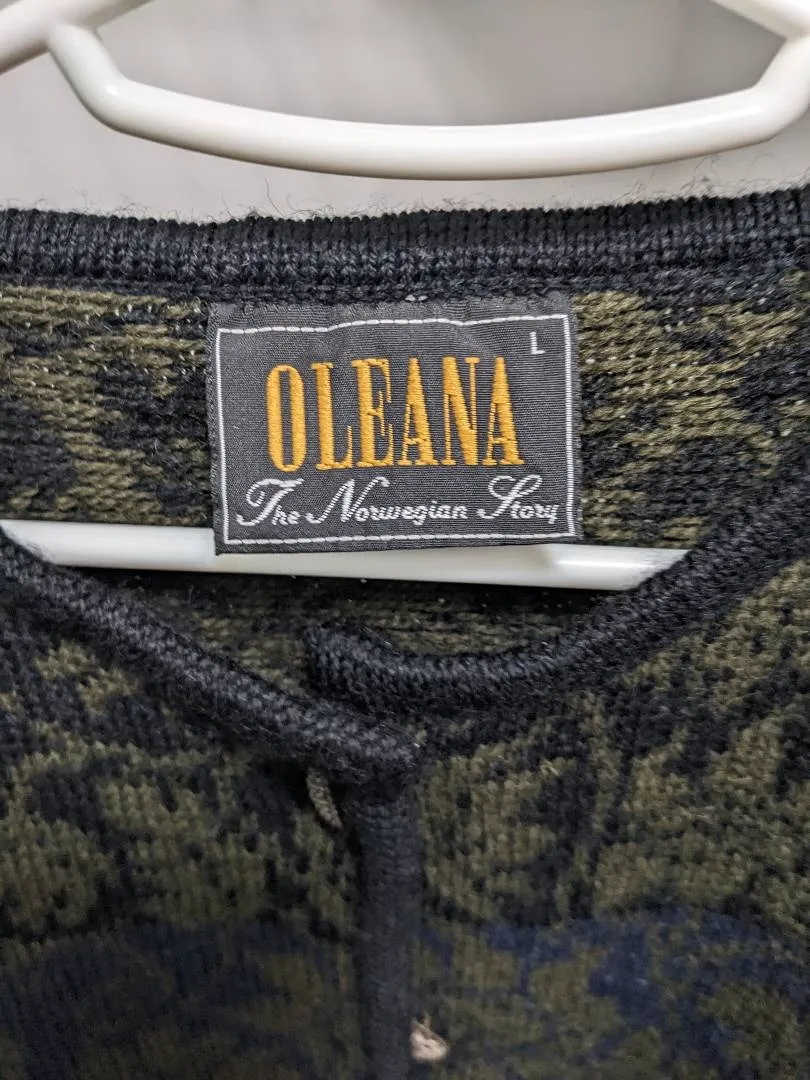 L
OLEANA
The Norwegian Story